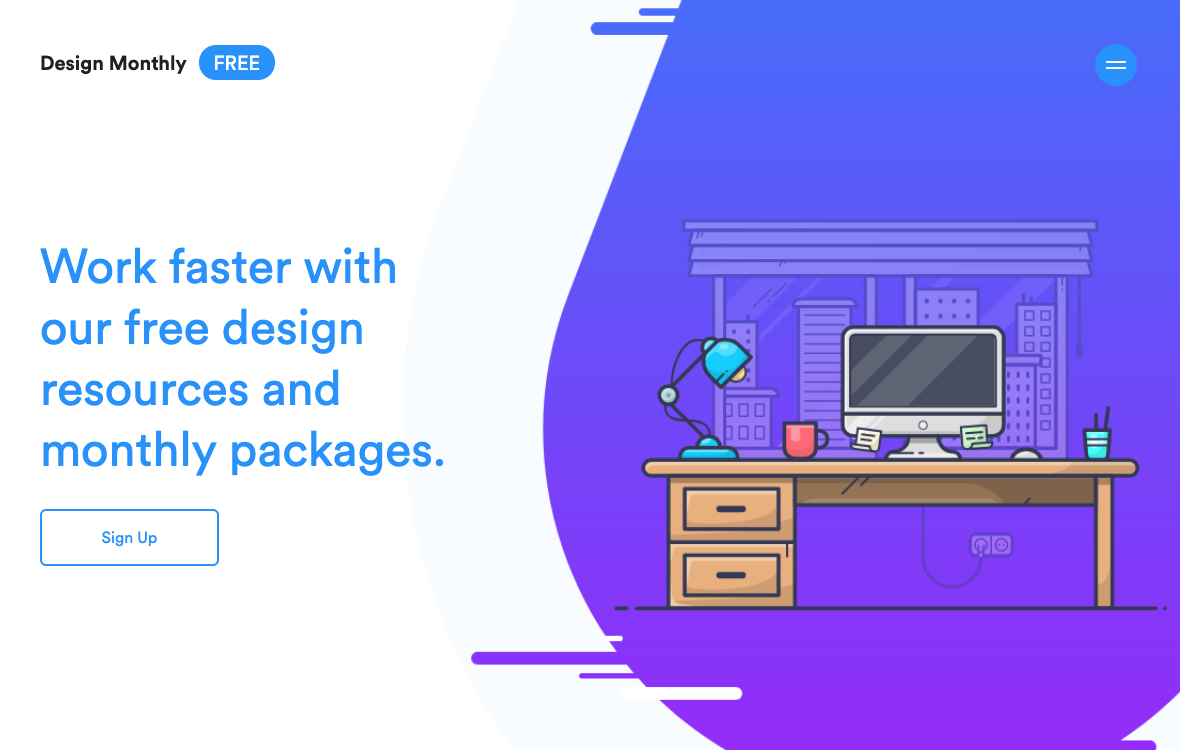 Design Monthly FREE
Work faster with
our free design
resources and
monthly packages.
Sign Up